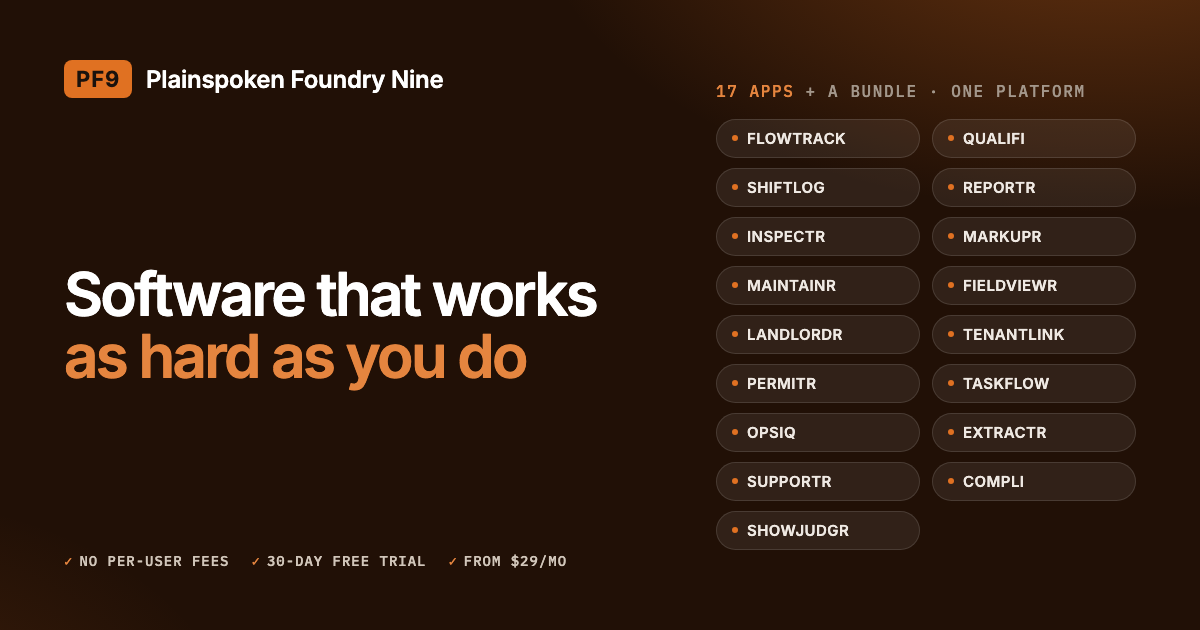 PF9 Plainspoken Foundry Nine
Software that works
as hard as you do
✓ NO PER-USER FEES ✓ 30-DAY FREE TRIAL ✓ FROM $29/MO
17 APPS + A BUNDLE · ONE PLATFORM
FLOWTRACK QUALIFI
SHIFTLOG REPORTR
INSPECTR MARKUPR
MAINTAINR FIELDVIEWR
LANDLORDR TENANTLINK
PERMITR TASKFLOW
OPSIQ EXTRACTR
SUPPORTR COMPLI
SHOWJUDGR